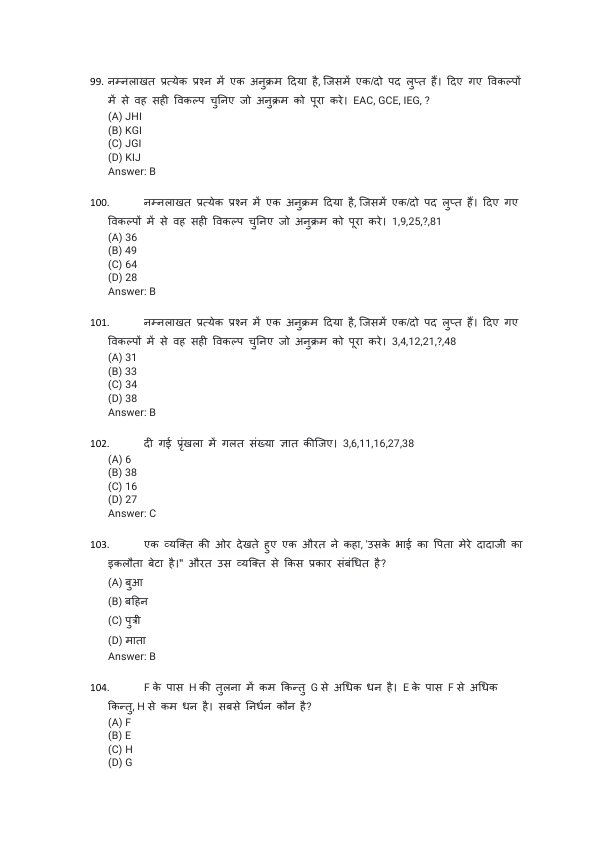 99. नम्नलाखत प्रत्येक प्रश्न में एक अनुक्रम दिया है, जिसमें एक/दो पद लुप्त हैं। दिए गए विकल्पों
में से वह सही विकल्प चुनिए जो अनुक्रम को पूरा करे। EAC, GCE, IEG, ?
(A) JHI
(B) KGI
(C) JGI
(D) KIJ
Answer: B
100. नम्नलाखत प्रत्येक प्रश्न में एक अनुक्रम दिया है, जिसमें एक/दो पद लुप्त हैं। दिए गए
विकल्पों में से वह सही विकल्प चुनिए जो अनुक्रम को पूरा करे। 1,9,25,?,81
(A) 36
(B) 49
(C) 64
(D) 28
Answer: B
101. नम्नलाखत प्रत्येक प्रश्न में एक अनुक्रम दिया है, जिसमें एक/दो पद लुप्त हैं। दिए गए
विकल्पों में से वह सही विकल्प चुनिए जो अनुक्रम को पूरा करे। 3,4,12,21,?,48
(A) 31
(B) 33
(C) 34
(D) 38
Answer: B
102. दी गई प्रृंखला में गलत संख्या ज्ञात कीजिए। 3,6,11,16,27,38
(A) 6
(B) 38
(C) 16
(D) 27
Answer: C
103. एक व्यक्ति की ओर देखते हुए एक औरत ने कहा, 'उसके भाई का पिता मेरे दादाजी का
इकलौता बेटा है।" औरत उस व्यक्ति से किस प्रकार संबंधित है?
(A) बुआ
(B) बहिन
(C) पुत्री
(D) माता
Answer: B
104. F के पास H की तुलना में कम किन्तु G से अधिक धन है। E के पास F से अधिक
किन्तु, H से कम धन है। सबसे निर्धन कौन है?
(A) F
(B) E
(C) H
(D) G